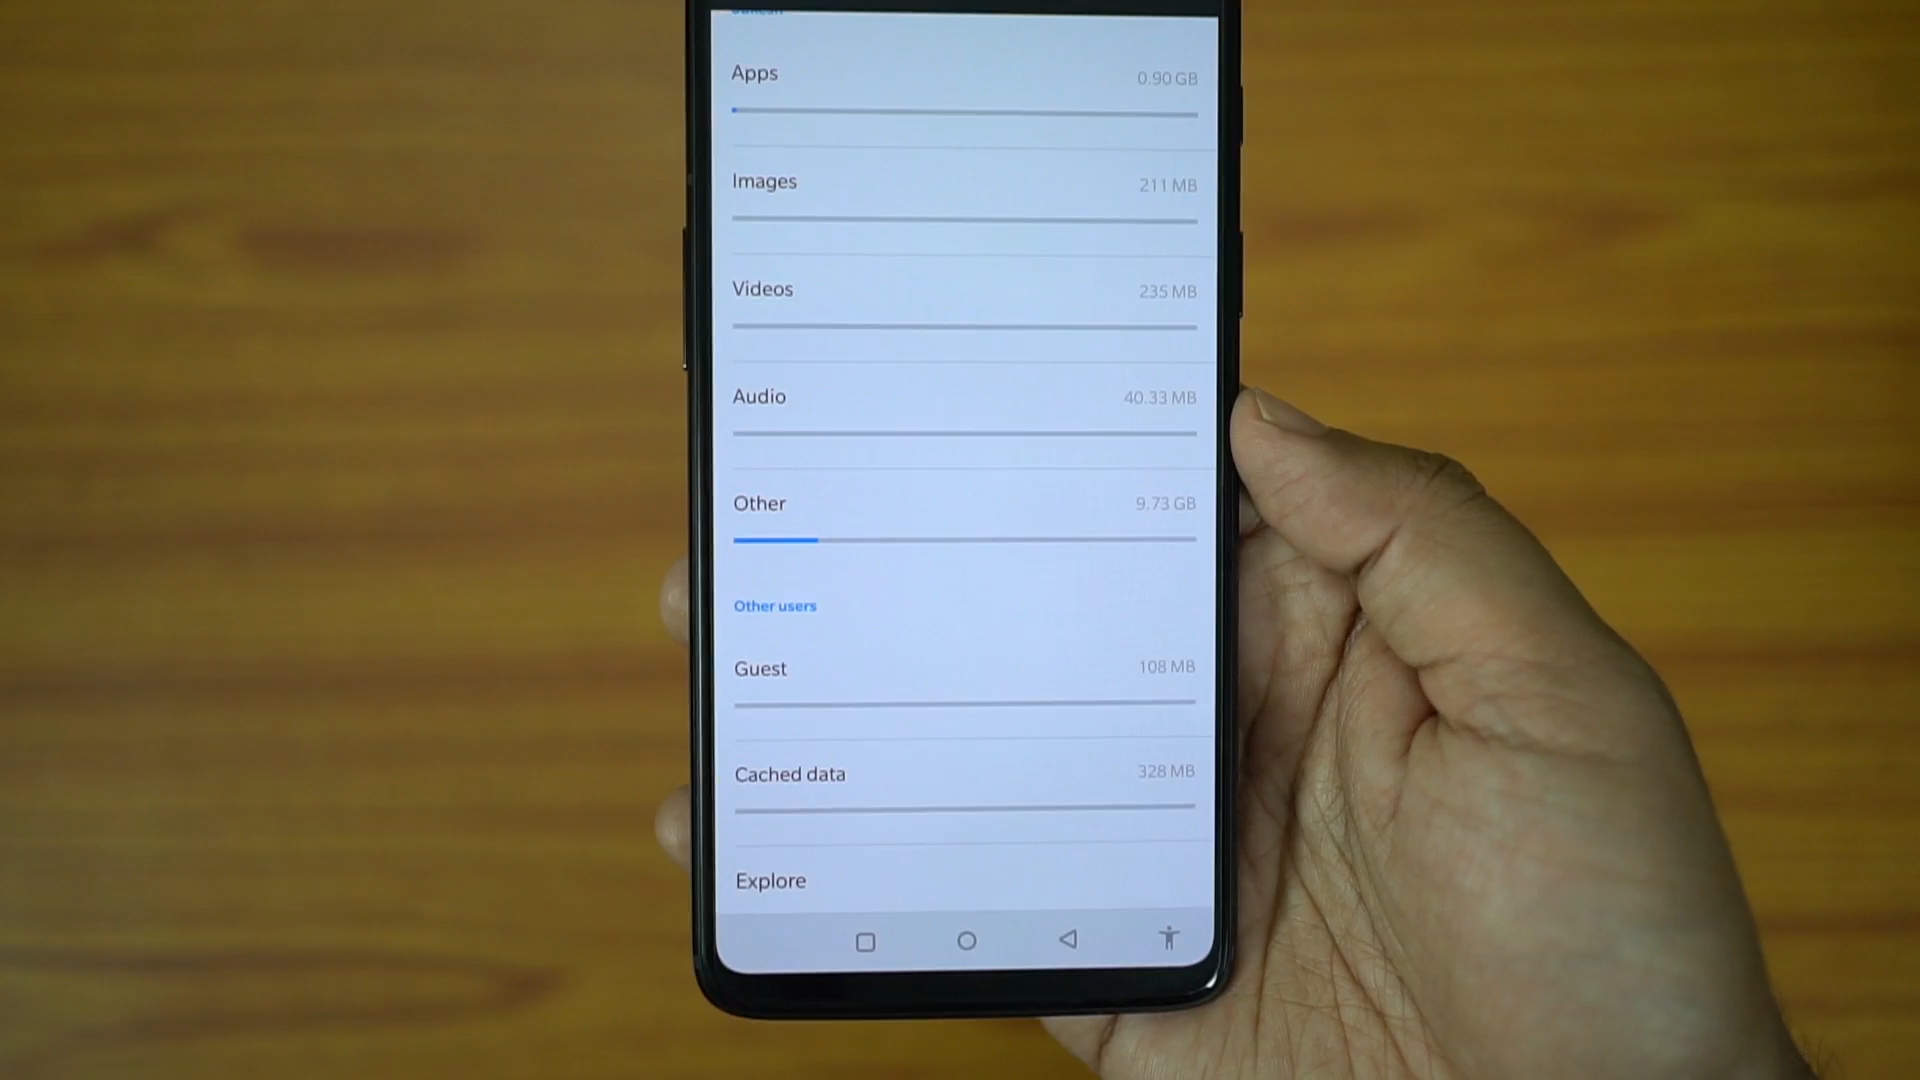 Apps 0.90 GB
Images 211 MB
Videos 235 MB
Audio 40.33 MB
Other 9.73 GB
Other users
Guest 108 MB
Cached data 328 MB
Explore